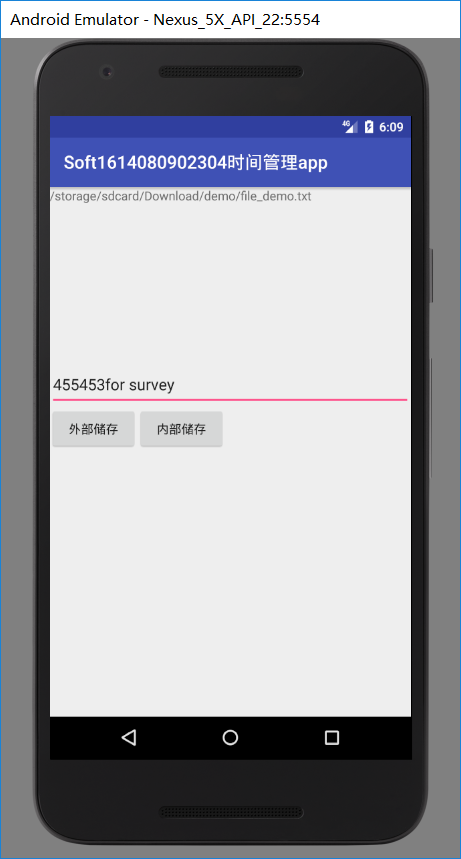 Android Emulator - Nexus_5X_API_22:5554
4G 6:09
Soft1614080902304时间管理app
/storage/sdcard/Download/demo/file_demo.txt
455453for survey
外部储存 内部储存